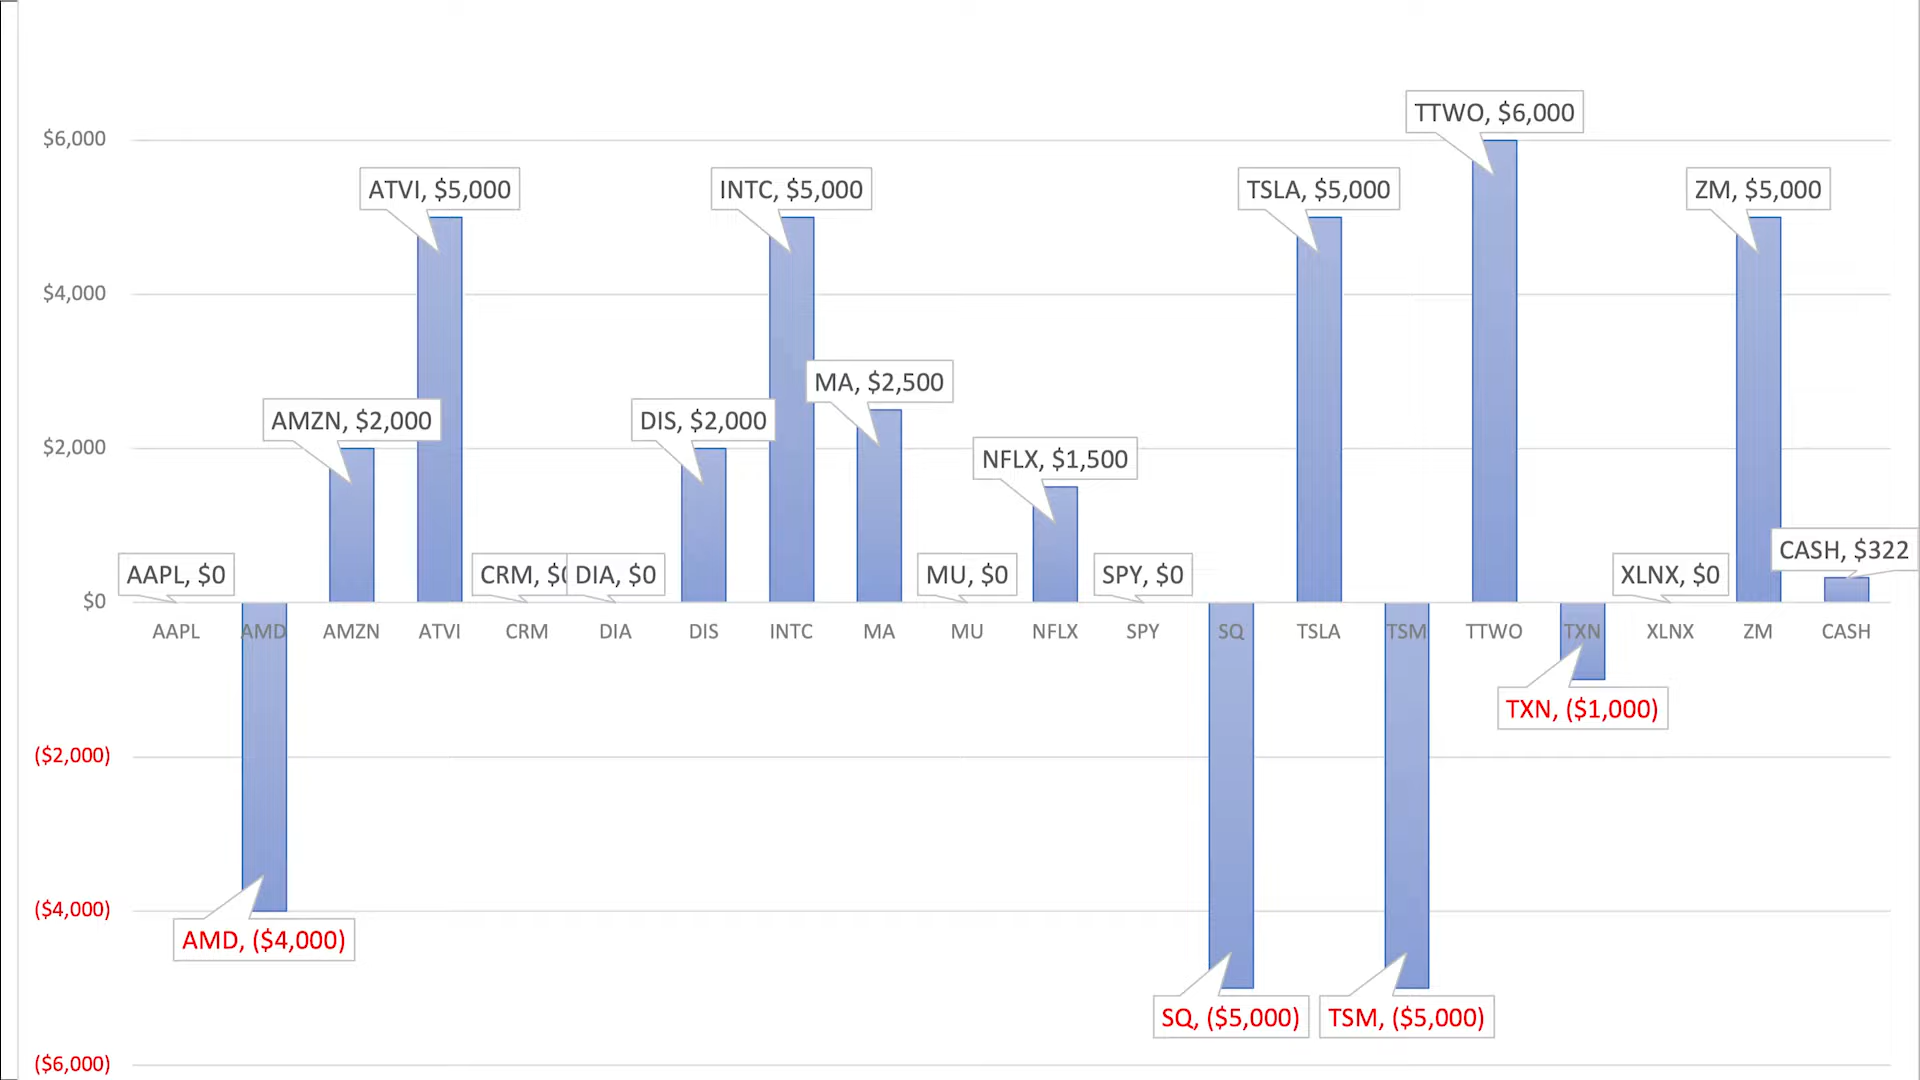 TTWO, $6,000
$6,000
ATVI, $5,000
INTC, $5,000
TSLA, $5,000
ZM, $5,000
$4,000
MA, $2,500
AMZN, $2,000
DIS, $2,000
$2,000
NFLX, $1,500
CASH, $322
AAPL, $0
CRM, $0
DIA, $0
MU, $0
SPY, $0
XLNX, $0
$0
AAPL AMD AMZN ATVI CRM DIA DIS INTC MA MU NFLX SPY SQ TSLA TSM TTWO TXN XLNX ZM CASH
TXN, ($1,000)
($2,000)
($4,000)
AMD, ($4,000)
SQ, ($5,000)
TSM, ($5,000)
($6,000)